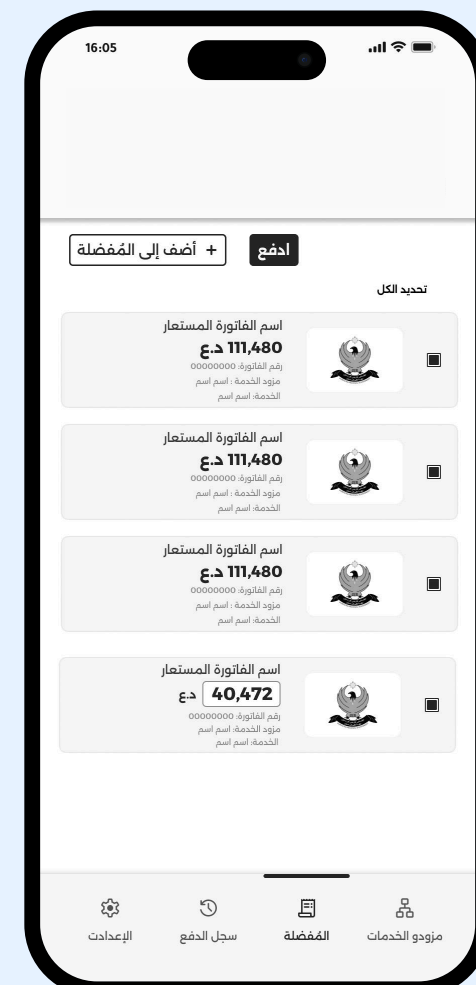 16:05
ادفع
+ أضف إلى المُفضلة
تحديد الكل
اسم الفاتورة المستعار
111,480 د.ع
رقم الفاتورة: 00000000
مزود الخدمة : اسم اسم
الخدمة: اسم اسم
اسم الفاتورة المستعار
111,480 د.ع
رقم الفاتورة: 00000000
مزود الخدمة : اسم اسم
الخدمة: اسم اسم
اسم الفاتورة المستعار
111,480 د.ع
رقم الفاتورة: 00000000
مزود الخدمة : اسم اسم
الخدمة: اسم اسم
اسم الفاتورة المستعار
40,472 د.ع
رقم الفاتورة: 00000000
مزود الخدمة: اسم اسم
الخدمة: اسم اسم
مزودو الخدمات
المُفضلة
سجل الدفع
الإعدادت